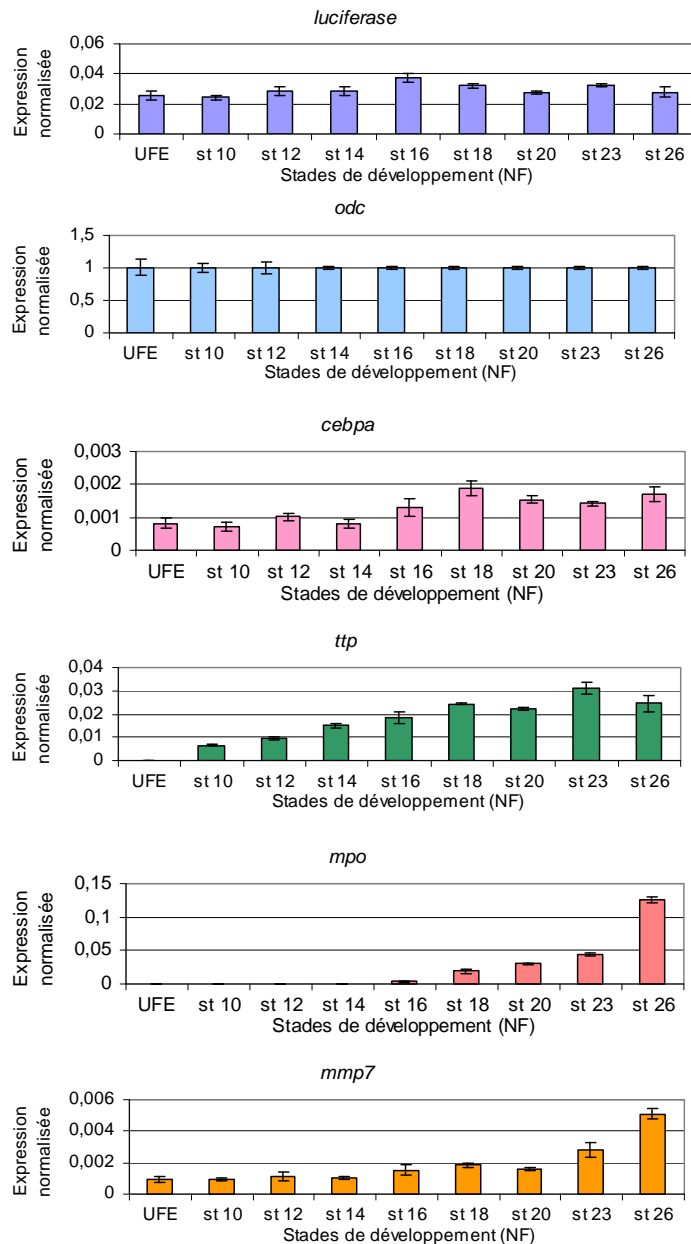 luciferase
Expression
normalisée
0,06
0,04
0,02
0
UFE st 10 st 12 st 14 st 16 st 18 st 20 st 23 st 26
Stades de développement (NF)
odc
Expression
normalisée
1,5
1
0,5
0
UFE st 10 st 12 st 14 st 16 st 18 st 20 st 23 st 26
Stades de développement (NF)
cebpa
Expression
normalisée
0,003
0,002
0,001
0
UFE st 10 st 12 st 14 st 16 st 18 st 20 st 23 st 26
Stades de développement (NF)
ttp
Expression
normalisée
0,04
0,03
0,02
0,01
0
UFE st 10 st 12 st 14 st 16 st 18 st 20 st 23 st 26
Stades de développement (NF)
mpo
Expression
normalisée
0,15
0,1
0,05
0
UFE st 10 st 12 st 14 st 16 st 18 st 20 st 23 st 26
Stades de développement (NF)
mmp7
Expression
normalisée
0,006
0,004
0,002
0
UFE st 10 st 12 st 14 st 16 st 18 st 20 st 23 st 26
Stades de développement (NF)